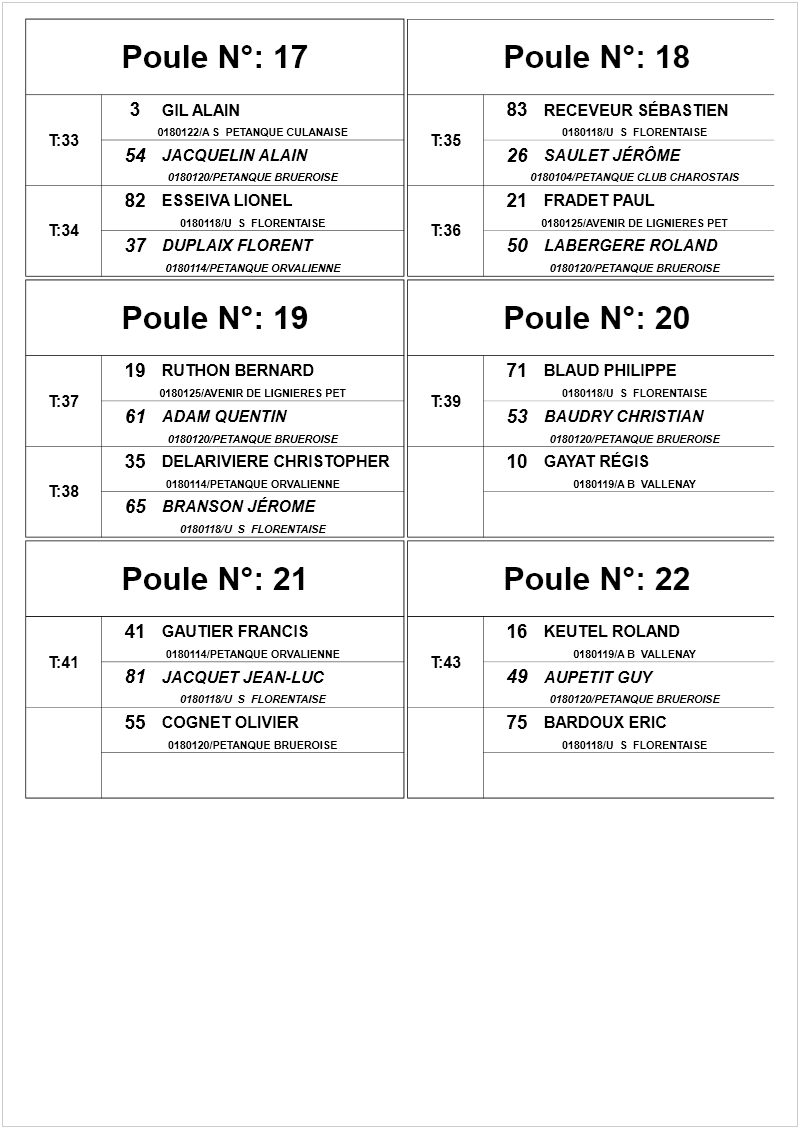 Poule N°: 17
T:33
3 GIL ALAIN
0180122/A S  PETANQUE CULANAISE
54 JACQUELIN ALAIN
0180120/PETANQUE BRUEROISE
T:34
82 ESSEIVA LIONEL
0180118/U  S  FLORENTAISE
37 DUPLAIX FLORENT
0180114/PETANQUE ORVALIENNE
Poule N°: 18
T:35
83 RECEVEUR SÉBASTIEN
0180118/U  S  FLORENTAISE
26 SAULET JÉRÔME
0180104/PETANQUE CLUB CHAROSTAIS
T:36
21 FRADET PAUL
0180125/AVENIR DE LIGNIERES PET
50 LABERGERE ROLAND
0180120/PETANQUE BRUEROISE
Poule N°: 19
T:37
19 RUTHON BERNARD
0180125/AVENIR DE LIGNIERES PET
61 ADAM QUENTIN
0180120/PETANQUE BRUEROISE
T:38
35 DELARIVIERE CHRISTOPHER
0180114/PETANQUE ORVALIENNE
65 BRANSON JÉROME
0180118/U  S  FLORENTAISE
Poule N°: 20
T:39
71 BLAUD PHILIPPE
0180118/U  S  FLORENTAISE
53 BAUDRY CHRISTIAN
0180120/PETANQUE BRUEROISE
10 GAYAT RÉGIS
0180119/A B  VALLENAY
Poule N°: 21
T:41
41 GAUTIER FRANCIS
0180114/PETANQUE ORVALIENNE
81 JACQUET JEAN-LUC
0180118/U  S  FLORENTAISE
55 COGNET OLIVIER
0180120/PETANQUE BRUEROISE
Poule N°: 22
T:43
16 KEUTEL ROLAND
0180119/A B  VALLENAY
49 AUPETIT GUY
0180120/PETANQUE BRUEROISE
75 BARDOUX ERIC
0180118/U  S  FLORENTAISE